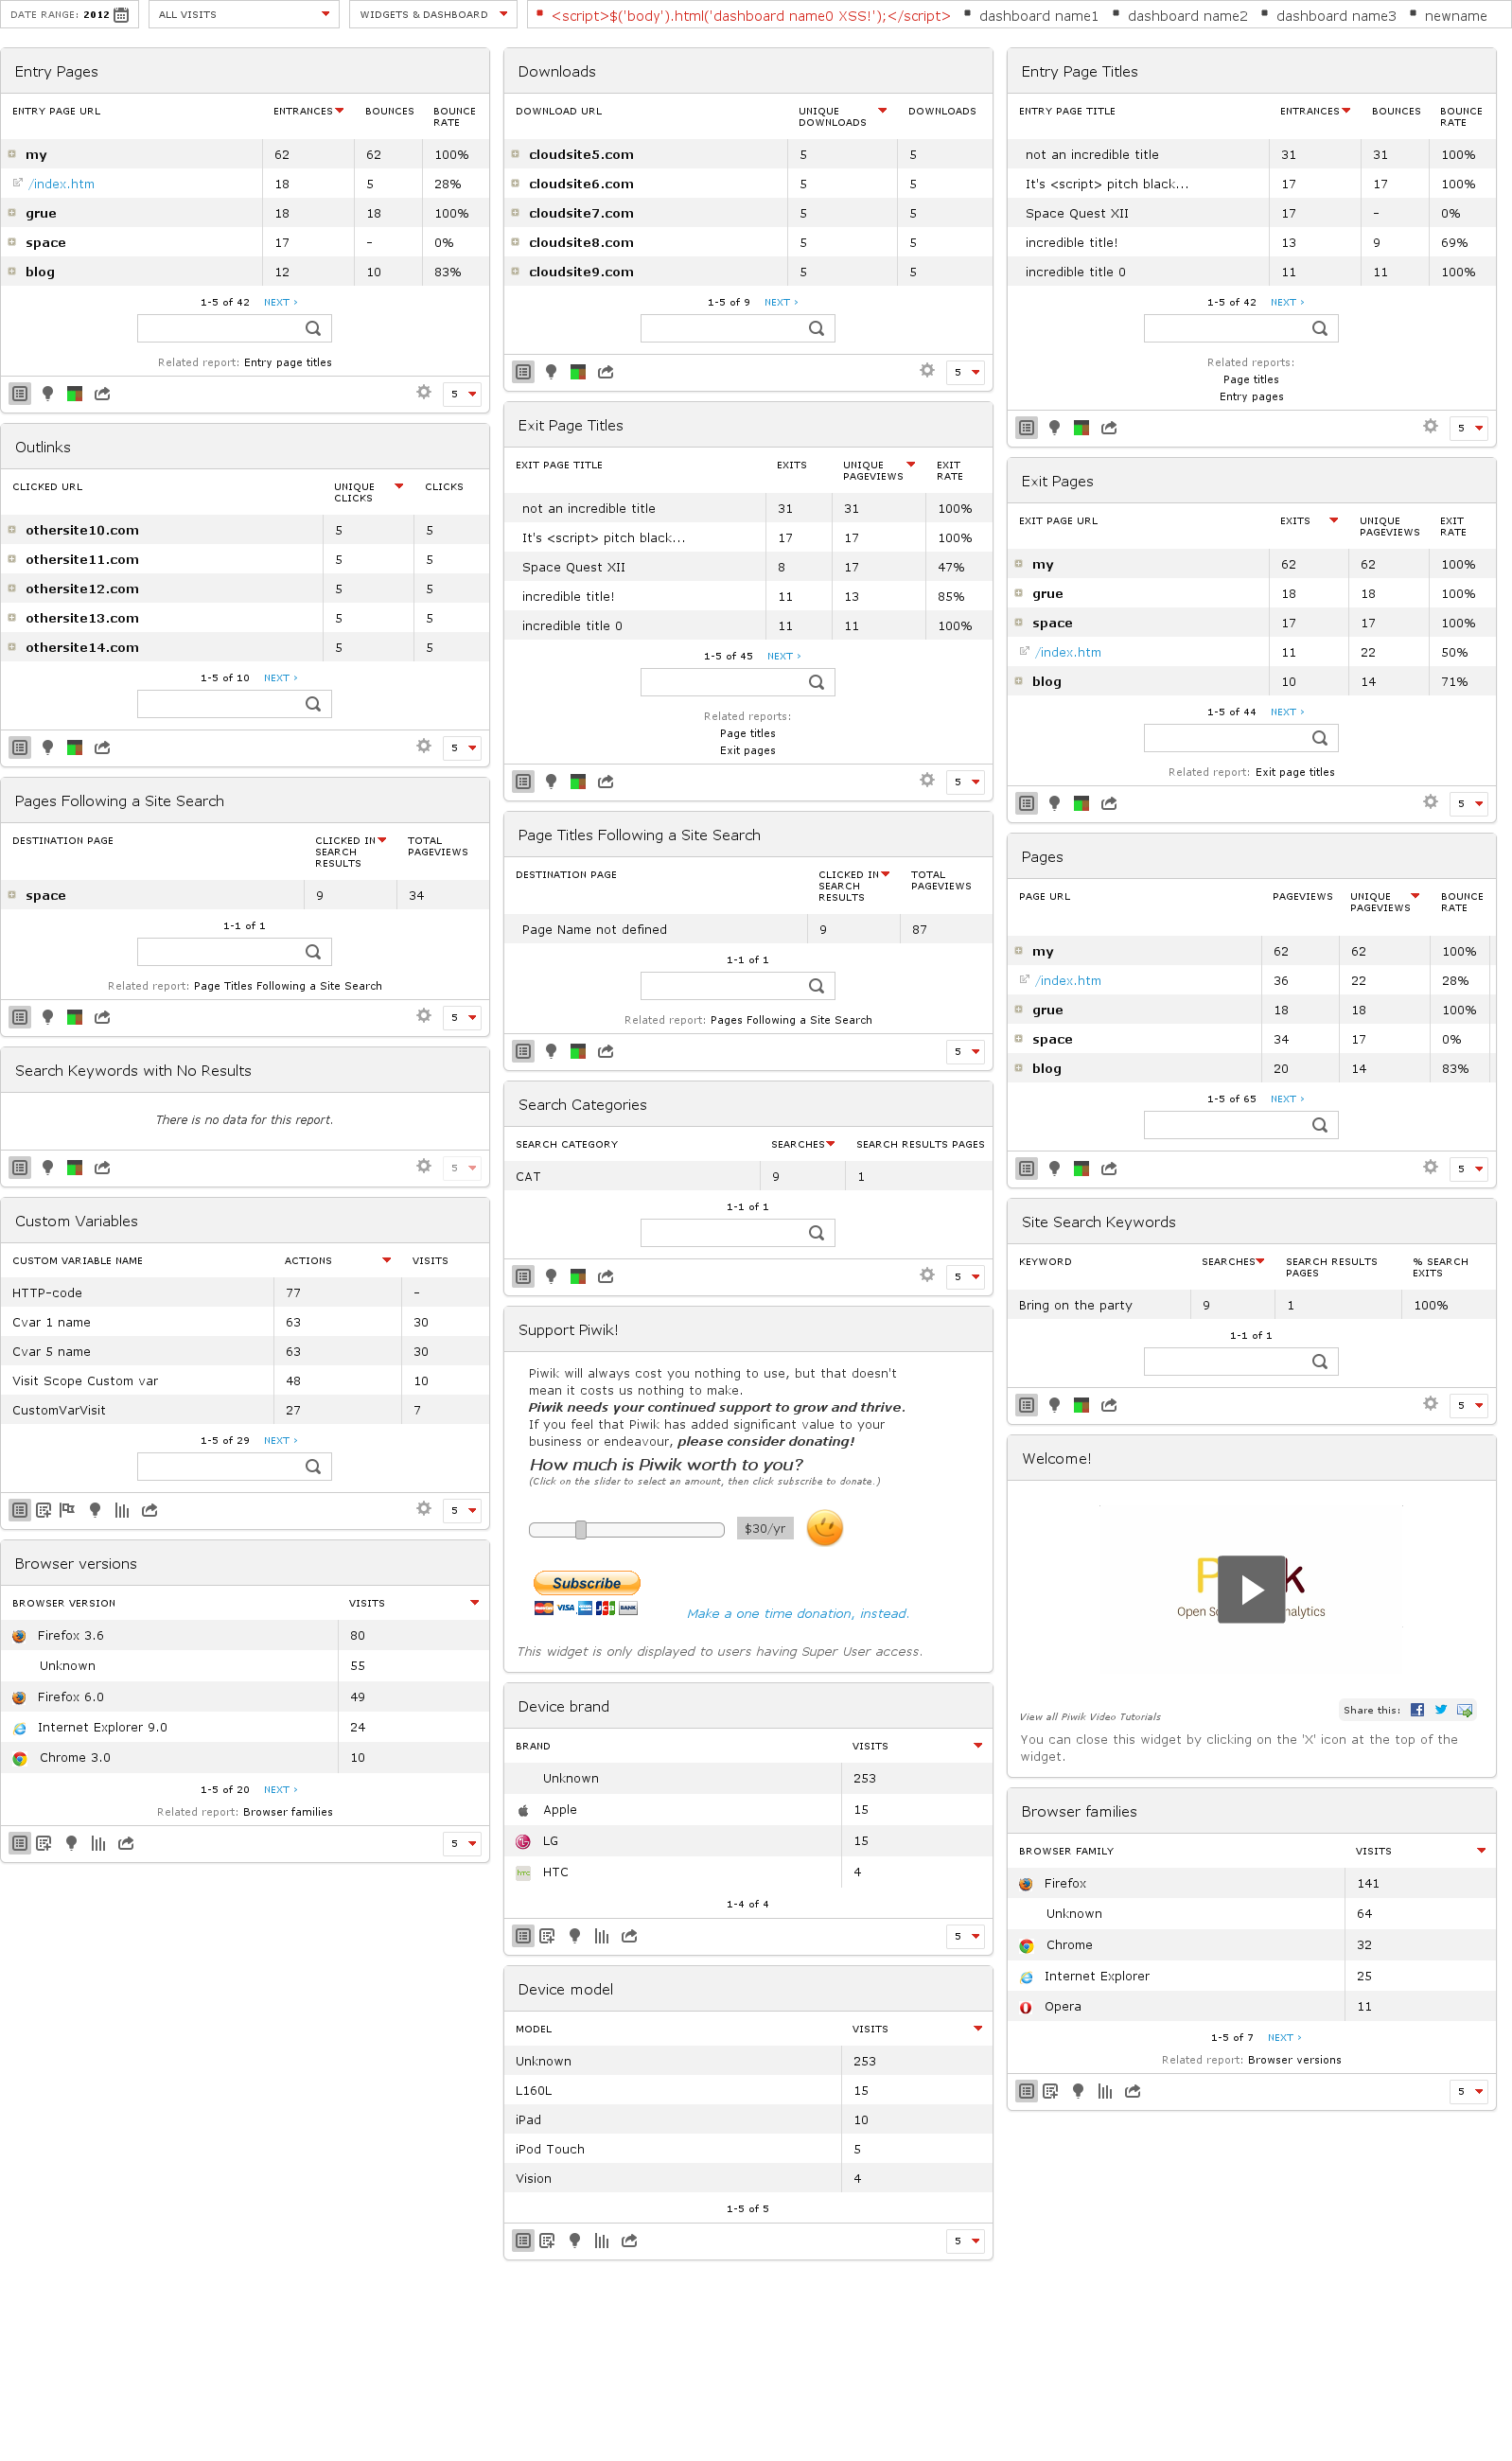 DATE RANGE: 2012
ALL VISITS
WIDGETS & DASHBOARD
<script>$('body').html('dashboard name0 XSS!');</script> dashboard name1 dashboard name2 dashboard name3 newname
Entry Pages
ENTRY PAGE URL ENTRANCES BOUNCES BOUNCE RATE
my 62 62 100%
/index.htm 18 5 28%
grue 18 18 100%
space 17 - 0%
blog 12 10 83%
1-5 of 42 NEXT ›
Related report: Entry page titles
5
Outlinks
CLICKED URL UNIQUE CLICKS CLICKS
othersite10.com 5 5
othersite11.com 5 5
othersite12.com 5 5
othersite13.com 5 5
othersite14.com 5 5
1-5 of 10 NEXT ›
5
Pages Following a Site Search
DESTINATION PAGE CLICKED IN SEARCH RESULTS TOTAL PAGEVIEWS
space 9 34
1-1 of 1
Related report: Page Titles Following a Site Search
5
Search Keywords with No Results
There is no data for this report.
5
Custom Variables
CUSTOM VARIABLE NAME ACTIONS VISITS
HTTP-code 77 -
Cvar 1 name 63 30
Cvar 5 name 63 30
Visit Scope Custom var 48 10
CustomVarVisit 27 7
1-5 of 29 NEXT ›
5
Browser versions
BROWSER VERSION VISITS
Firefox 3.6 80
Unknown 55
Firefox 6.0 49
Internet Explorer 9.0 24
Chrome 3.0 10
1-5 of 20 NEXT ›
Related report: Browser families
5
Downloads
DOWNLOAD URL UNIQUE DOWNLOADS DOWNLOADS
cloudsite5.com 5 5
cloudsite6.com 5 5
cloudsite7.com 5 5
cloudsite8.com 5 5
cloudsite9.com 5 5
1-5 of 9 NEXT ›
5
Exit Page Titles
EXIT PAGE TITLE EXITS UNIQUE PAGEVIEWS EXIT RATE
not an incredible title 31 31 100%
It's <script> pitch black... 17 17 100%
Space Quest XII 8 17 47%
incredible title! 11 13 85%
incredible title 0 11 11 100%
1-5 of 45 NEXT ›
Related reports:
Page titles
Exit pages
5
Page Titles Following a Site Search
DESTINATION PAGE CLICKED IN SEARCH RESULTS TOTAL PAGEVIEWS
Page Name not defined 9 87
1-1 of 1
Related report: Pages Following a Site Search
5
Search Categories
SEARCH CATEGORY SEARCHES SEARCH RESULTS PAGES
CAT 9 1
1-1 of 1
5
Support Piwik!
Piwik will always cost you nothing to use, but that doesn't
mean it costs us nothing to make.
Piwik needs your continued support to grow and thrive.
If you feel that Piwik has added significant value to your
business or endeavour, please consider donating!
How much is Piwik worth to you?
(Click on the slider to select an amount, then click subscribe to donate.)
$30/yr
Subscribe
VISA BANK
Make a one time donation, instead.
This widget is only displayed to users having Super User access.
Device brand
BRAND VISITS
Unknown 253
Apple 15
LG 15
HTC 4
1-4 of 4
5
Device model
MODEL VISITS
Unknown 253
L160L 15
iPad 10
iPod Touch 5
Vision 4
1-5 of 5
5
Entry Page Titles
ENTRY PAGE TITLE ENTRANCES BOUNCES BOUNCE RATE
not an incredible title 31 31 100%
It's <script> pitch black... 17 17 100%
Space Quest XII 17 - 0%
incredible title! 13 9 69%
incredible title 0 11 11 100%
1-5 of 42 NEXT ›
Related reports:
Page titles
Entry pages
5
Exit Pages
EXIT PAGE URL EXITS UNIQUE PAGEVIEWS EXIT RATE
my 62 62 100%
grue 18 18 100%
space 17 17 100%
/index.htm 11 22 50%
blog 10 14 71%
1-5 of 44 NEXT ›
Related report: Exit page titles
5
Pages
PAGE URL PAGEVIEWS UNIQUE PAGEVIEWS BOUNCE RATE
my 62 62 100%
/index.htm 36 22 28%
grue 18 18 100%
space 34 17 0%
blog 20 14 83%
1-5 of 65 NEXT ›
5
Site Search Keywords
KEYWORD SEARCHES SEARCH RESULTS PAGES % SEARCH EXITS
Bring on the party 9 1 100%
1-1 of 1
5
Welcome!
P k
Open S nalytics
View all Piwik Video Tutorials
Share this:
You can close this widget by clicking on the 'X' icon at the top of the
widget.
Browser families
BROWSER FAMILY VISITS
Firefox 141
Unknown 64
Chrome 32
Internet Explorer 25
Opera 11
1-5 of 7 NEXT ›
Related report: Browser versions
5